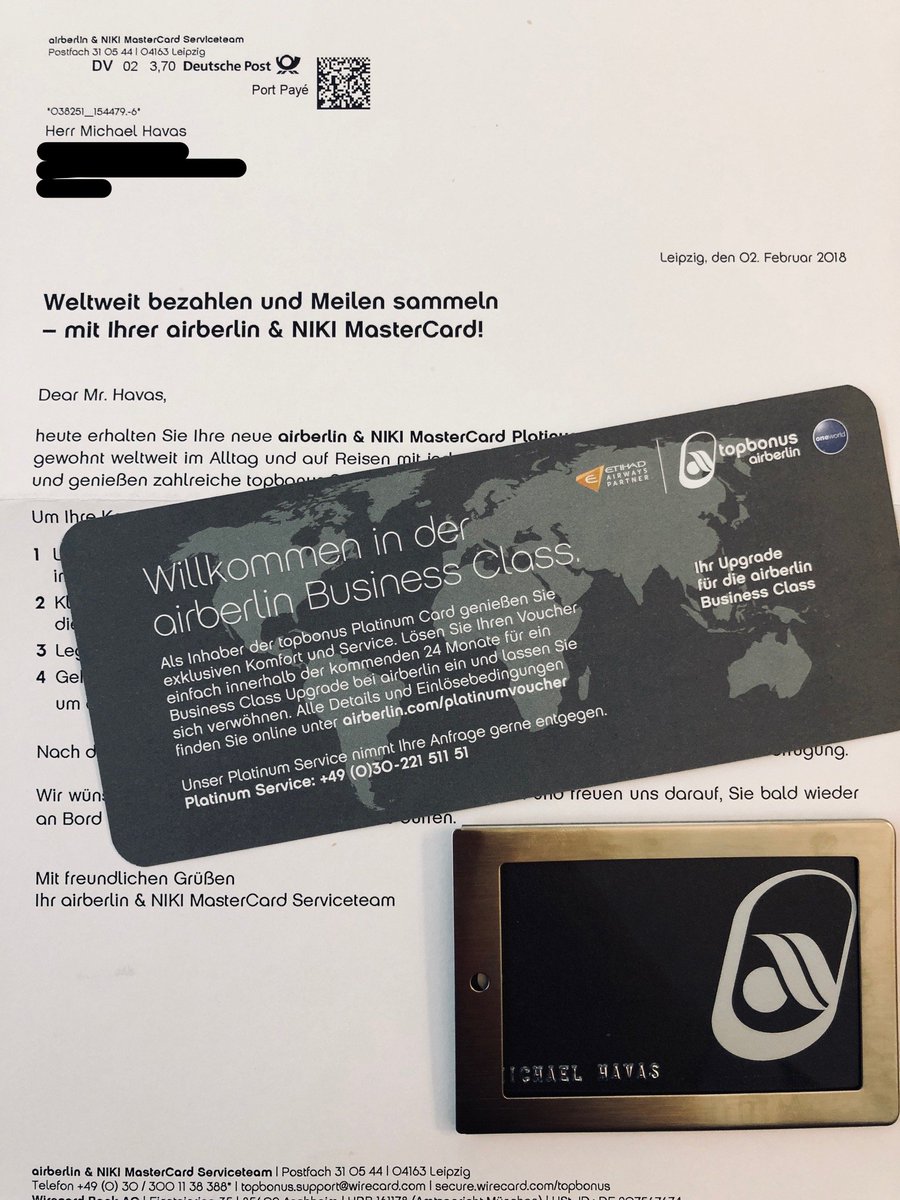 airberlin & NIKI MasterCard Serviceteam
Postfach 31 05 44 | 04163 Leipzig
DV 02 3,70 Deutsche Post
Port Payé
*038251__154479.-6*
Herr Michael Havas
Leipzig, den 02. Februar 2018
Weltweit bezahlen und Meilen sammeln
– mit Ihrer airberlin & NIKI MasterCard!
Dear Mr. Havas,
heute erhalten Sie Ihre neue airberlin & NIKI MasterCard
gewohnt weltweit im Alltag und auf Reisen mit
und genießen zahlreiche
Um Ihre
1
2
3
4
um
Nach
Wir
freuen uns darauf, Sie bald wieder
an Bord
Mit freundlichen Grüßen
Ihr airberlin & NIKI MasterCard Serviceteam
ETIHAD
AIRWAYS
PARTNER
topbonus
airberlin
oneworld
Willkommen in der
airberlin Business Class.
Als Inhaber der topbonus Platinum Card genießen Sie
exklusiven Komfort und Service. Lösen Sie Ihren Voucher
einfach innerhalb der kommenden 24 Monate für ein
Business Class Upgrade bei airberlin ein und lassen Sie
sich verwöhnen. Alle Details und Einlösebedingungen
finden Sie online unter airberlin.com/platinumvoucher
Unser Platinum Service nimmt Ihre Anfrage gerne entgegen.
Platinum Service: +49 (0)30-221 511 51
Ihr Upgrade
für die airberlin
Business Class
MICHAEL HAVAS
airberlin & NIKI MasterCard Serviceteam | Postfach 31 05 44 | 04163 Leipzig
Telefon +49 (0) 30 / 300 11 38 388* | topbonus.support@wirecard.com | secure.wirecard.com/topbonus